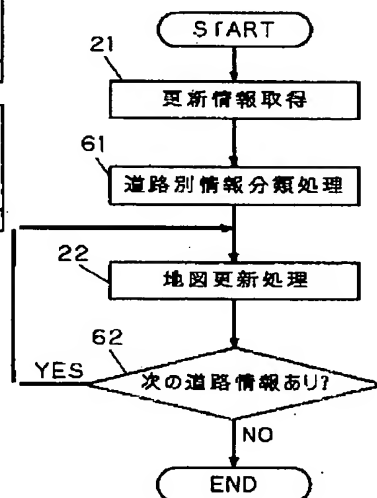 START
21
更新情報取得
61
道路別情報分類処理
22
地図更新処理
62
次の道路情報あり?
YES
NO
END